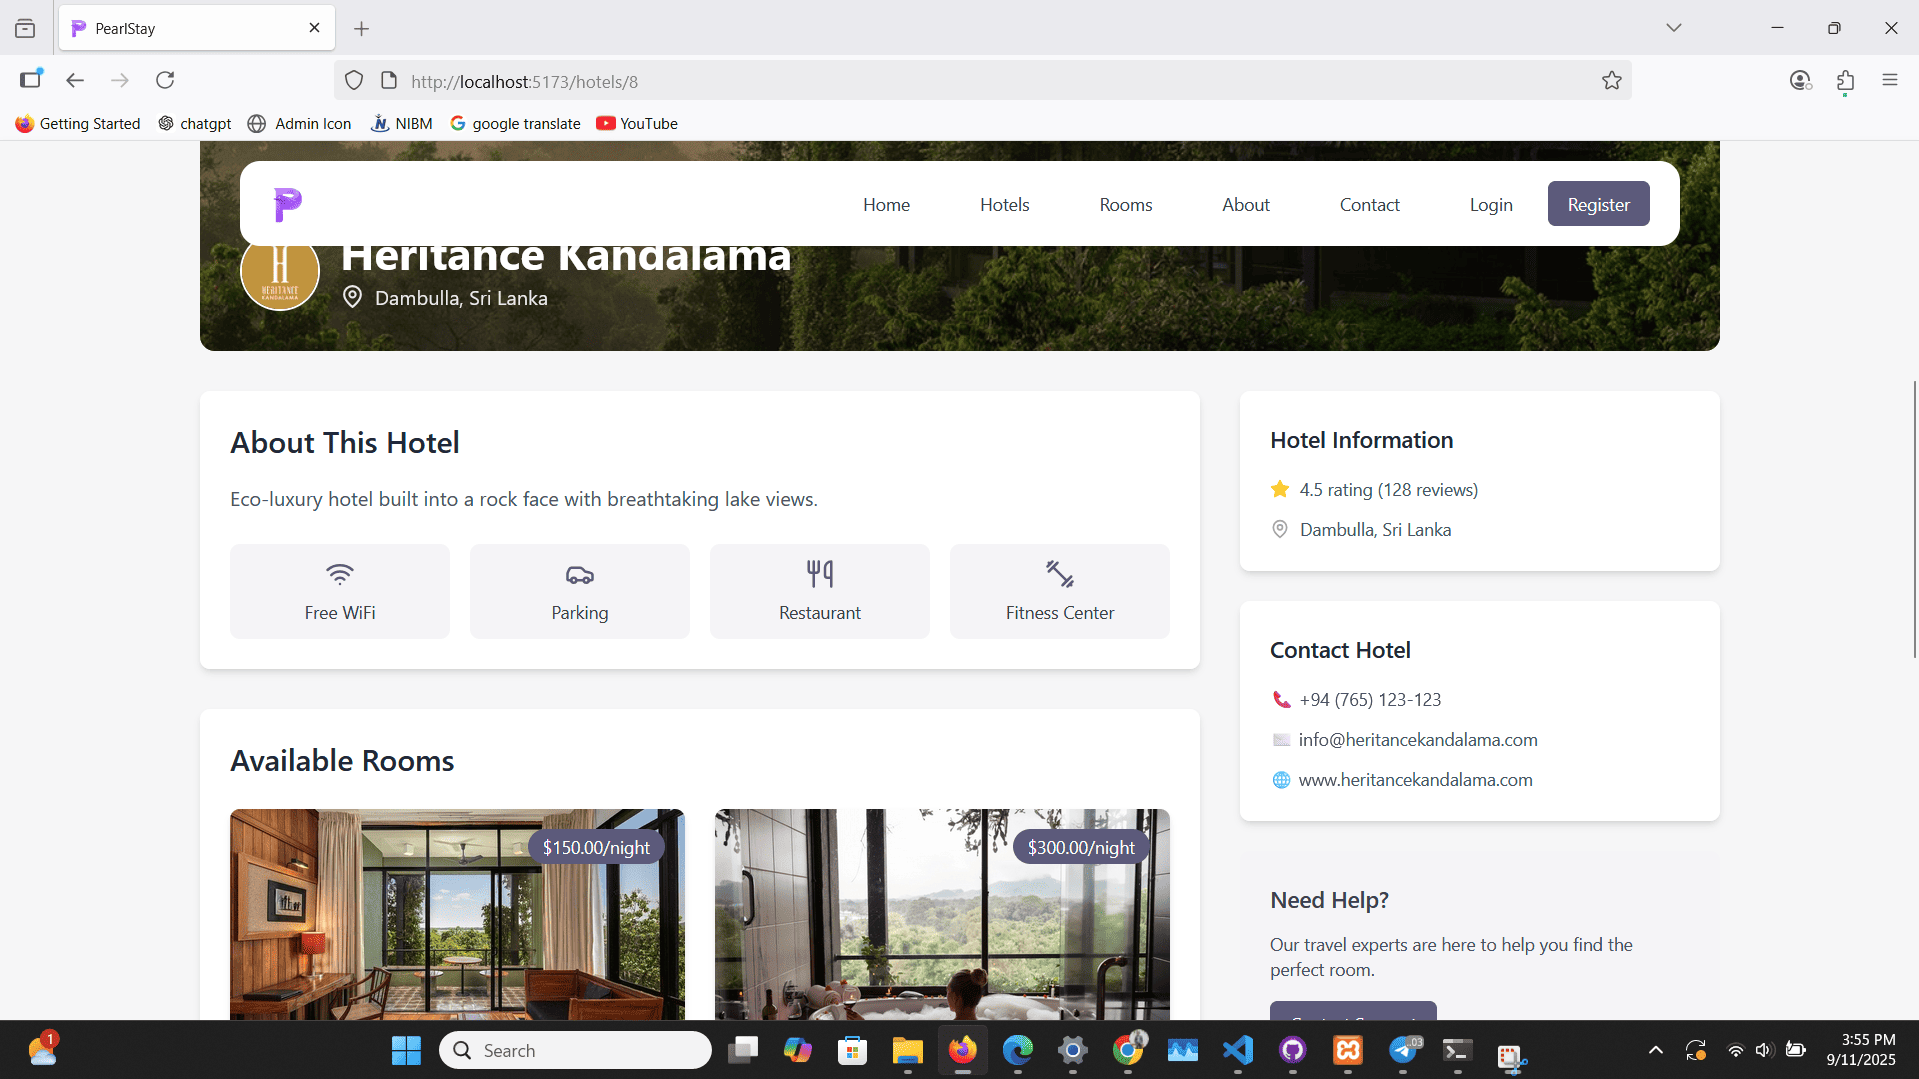 PearlStay
http://localhost:5173/hotels/8
Getting Started
chatgpt
Admin Icon
NIBM
google translate
YouTube
Home
Hotels
Rooms
About
Contact
Login
Register
Heritance Kandalama
HERITANCE
KANDALAMA
Dambulla, Sri Lanka
About This Hotel
Eco-luxury hotel built into a rock face with breathtaking lake views.
Free WiFi
Parking
Restaurant
Fitness Center
Hotel Information
4.5 rating (128 reviews)
Dambulla, Sri Lanka
Contact Hotel
+94 (765) 123-123
info@heritancekandalama.com
www.heritancekandalama.com
Available Rooms
$150.00/night
$300.00/night
Need Help?
Our travel experts are here to help you find the
perfect room.
1
Search
.03
3:55 PM
9/11/2025